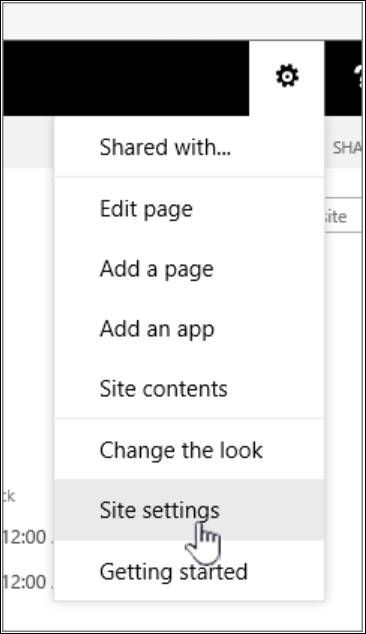 ?
Shared with...
SHA
Edit page
site
Add a page
Add an app
Site contents
Change the look
ck
Site settings
12:00
Getting started
12:00